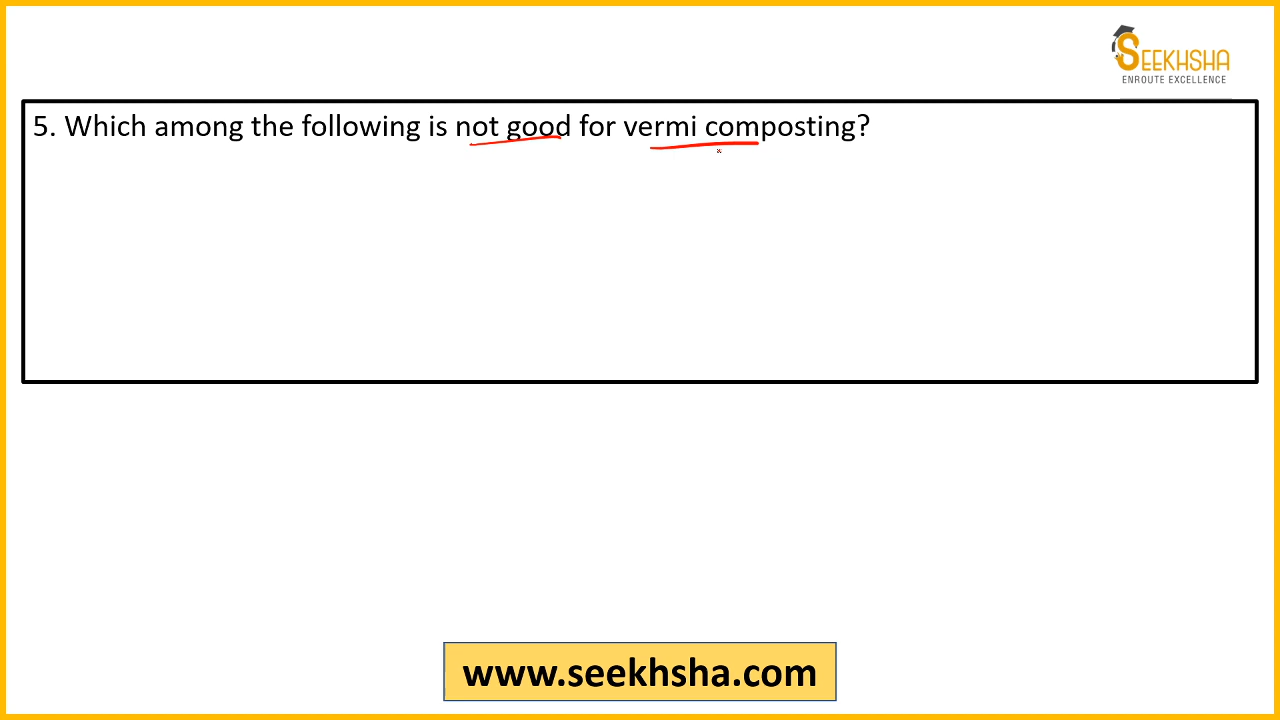 SEEKHSHA
ENROUTE EXCELLENCE
5. Which among the following is not good for vermi composting?
www.seekhsha.com